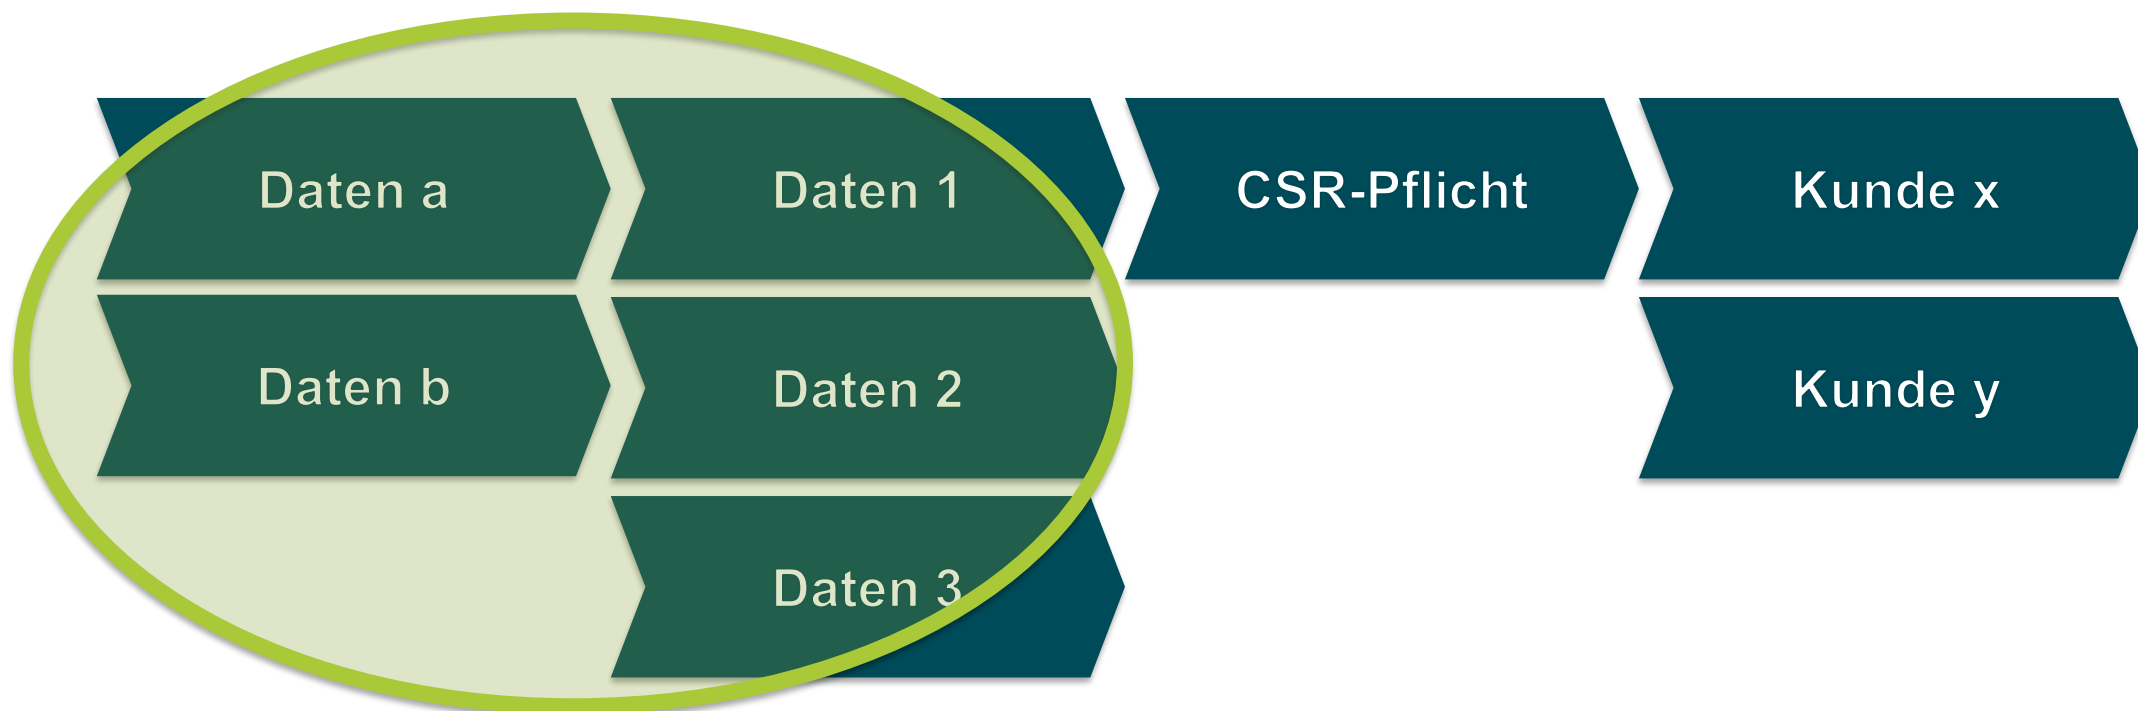 Daten a
Daten 1
CSR-Pflicht
Kunde x
Daten b
Daten 2
Kunde y
Daten 3